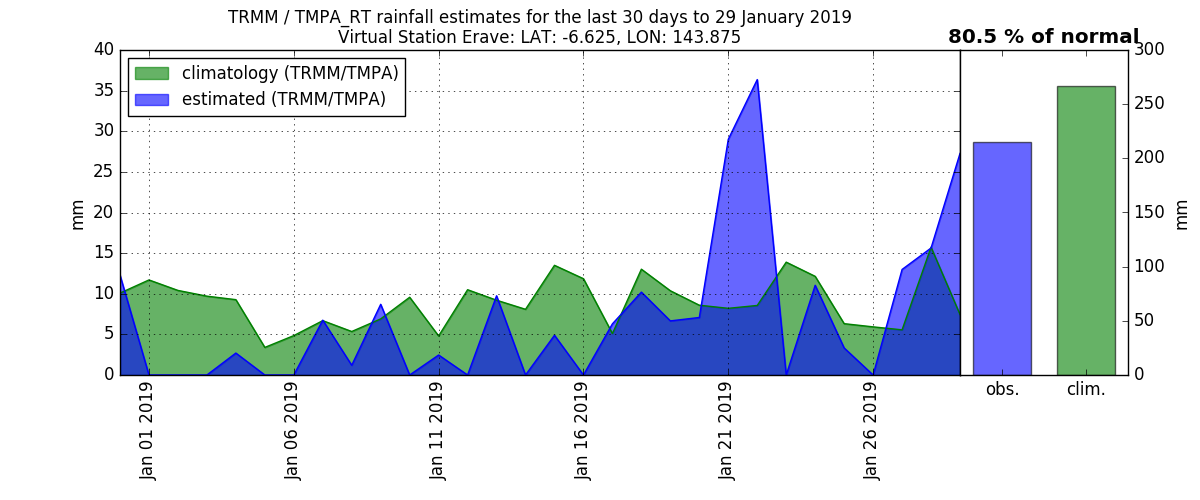 TRMM / TMPA_RT rainfall estimates for the last 30 days to 29 January 2019
Virtual Station Erave: LAT: -6.625, LON: 143.875
80.5 % of normal
climatology (TRMM/TMPA)
estimated (TRMM/TMPA)
40
35
30
25
20
15
10
5
0
mm
Jan 01 2019
Jan 06 2019
Jan 11 2019
Jan 16 2019
Jan 21 2019
Jan 26 2019
obs.
clim.
300
250
200
150
100
50
0
mm